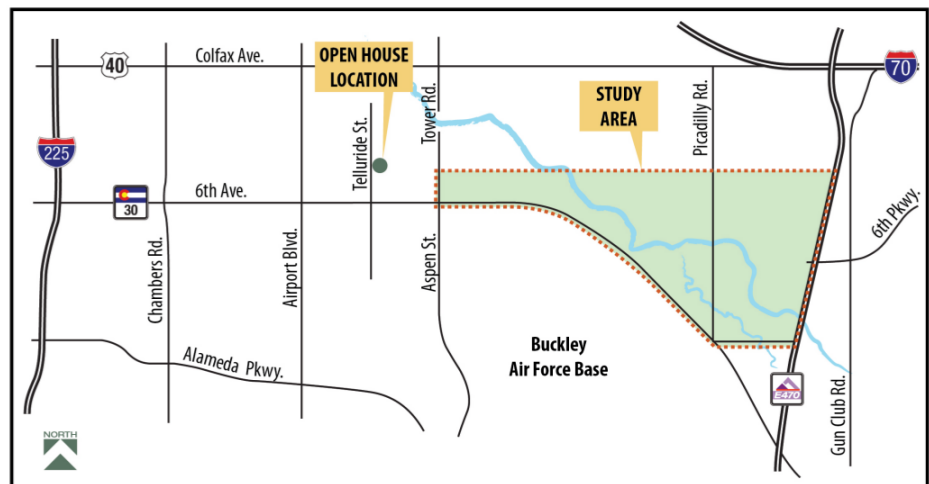 40
Colfax Ave.
OPEN HOUSE
LOCATION
Tower Rd.
STUDY
AREA
Picadilly Rd.
70
225
Telluride St.
30
6th Ave.
6th Pkwy.
Chambers Rd.
Airport Blvd.
Aspen St.
Alameda Pkwy.
Buckley
Air Force Base
E470
Gun Club Rd.
NORTH